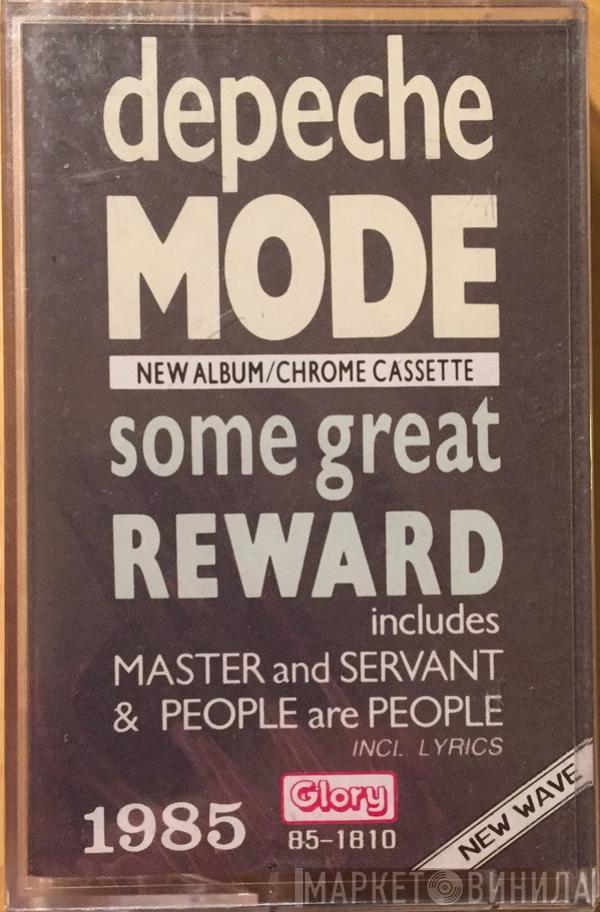 depeche
MODE
NEW ALBUM/CHROME CASSETTE
some great
REWARD
includes
MASTER and SERVANT
& PEOPLE are PEOPLE
INCL. LYRICS
1985
Glory
85-1810
NEW WAVE
МАРКЕТ ВИНИЛА